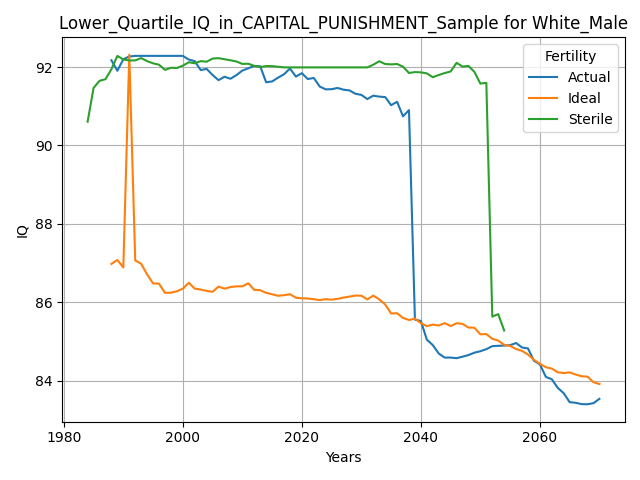 Lower_Quartile_IQ_in_CAPITAL_PUNISHMENT_Sample for White_Male
Fertility
Actual
Ideal
Sterile
IQ
92
90
88
86
84
1980
2000
2020
2040
2060
Years